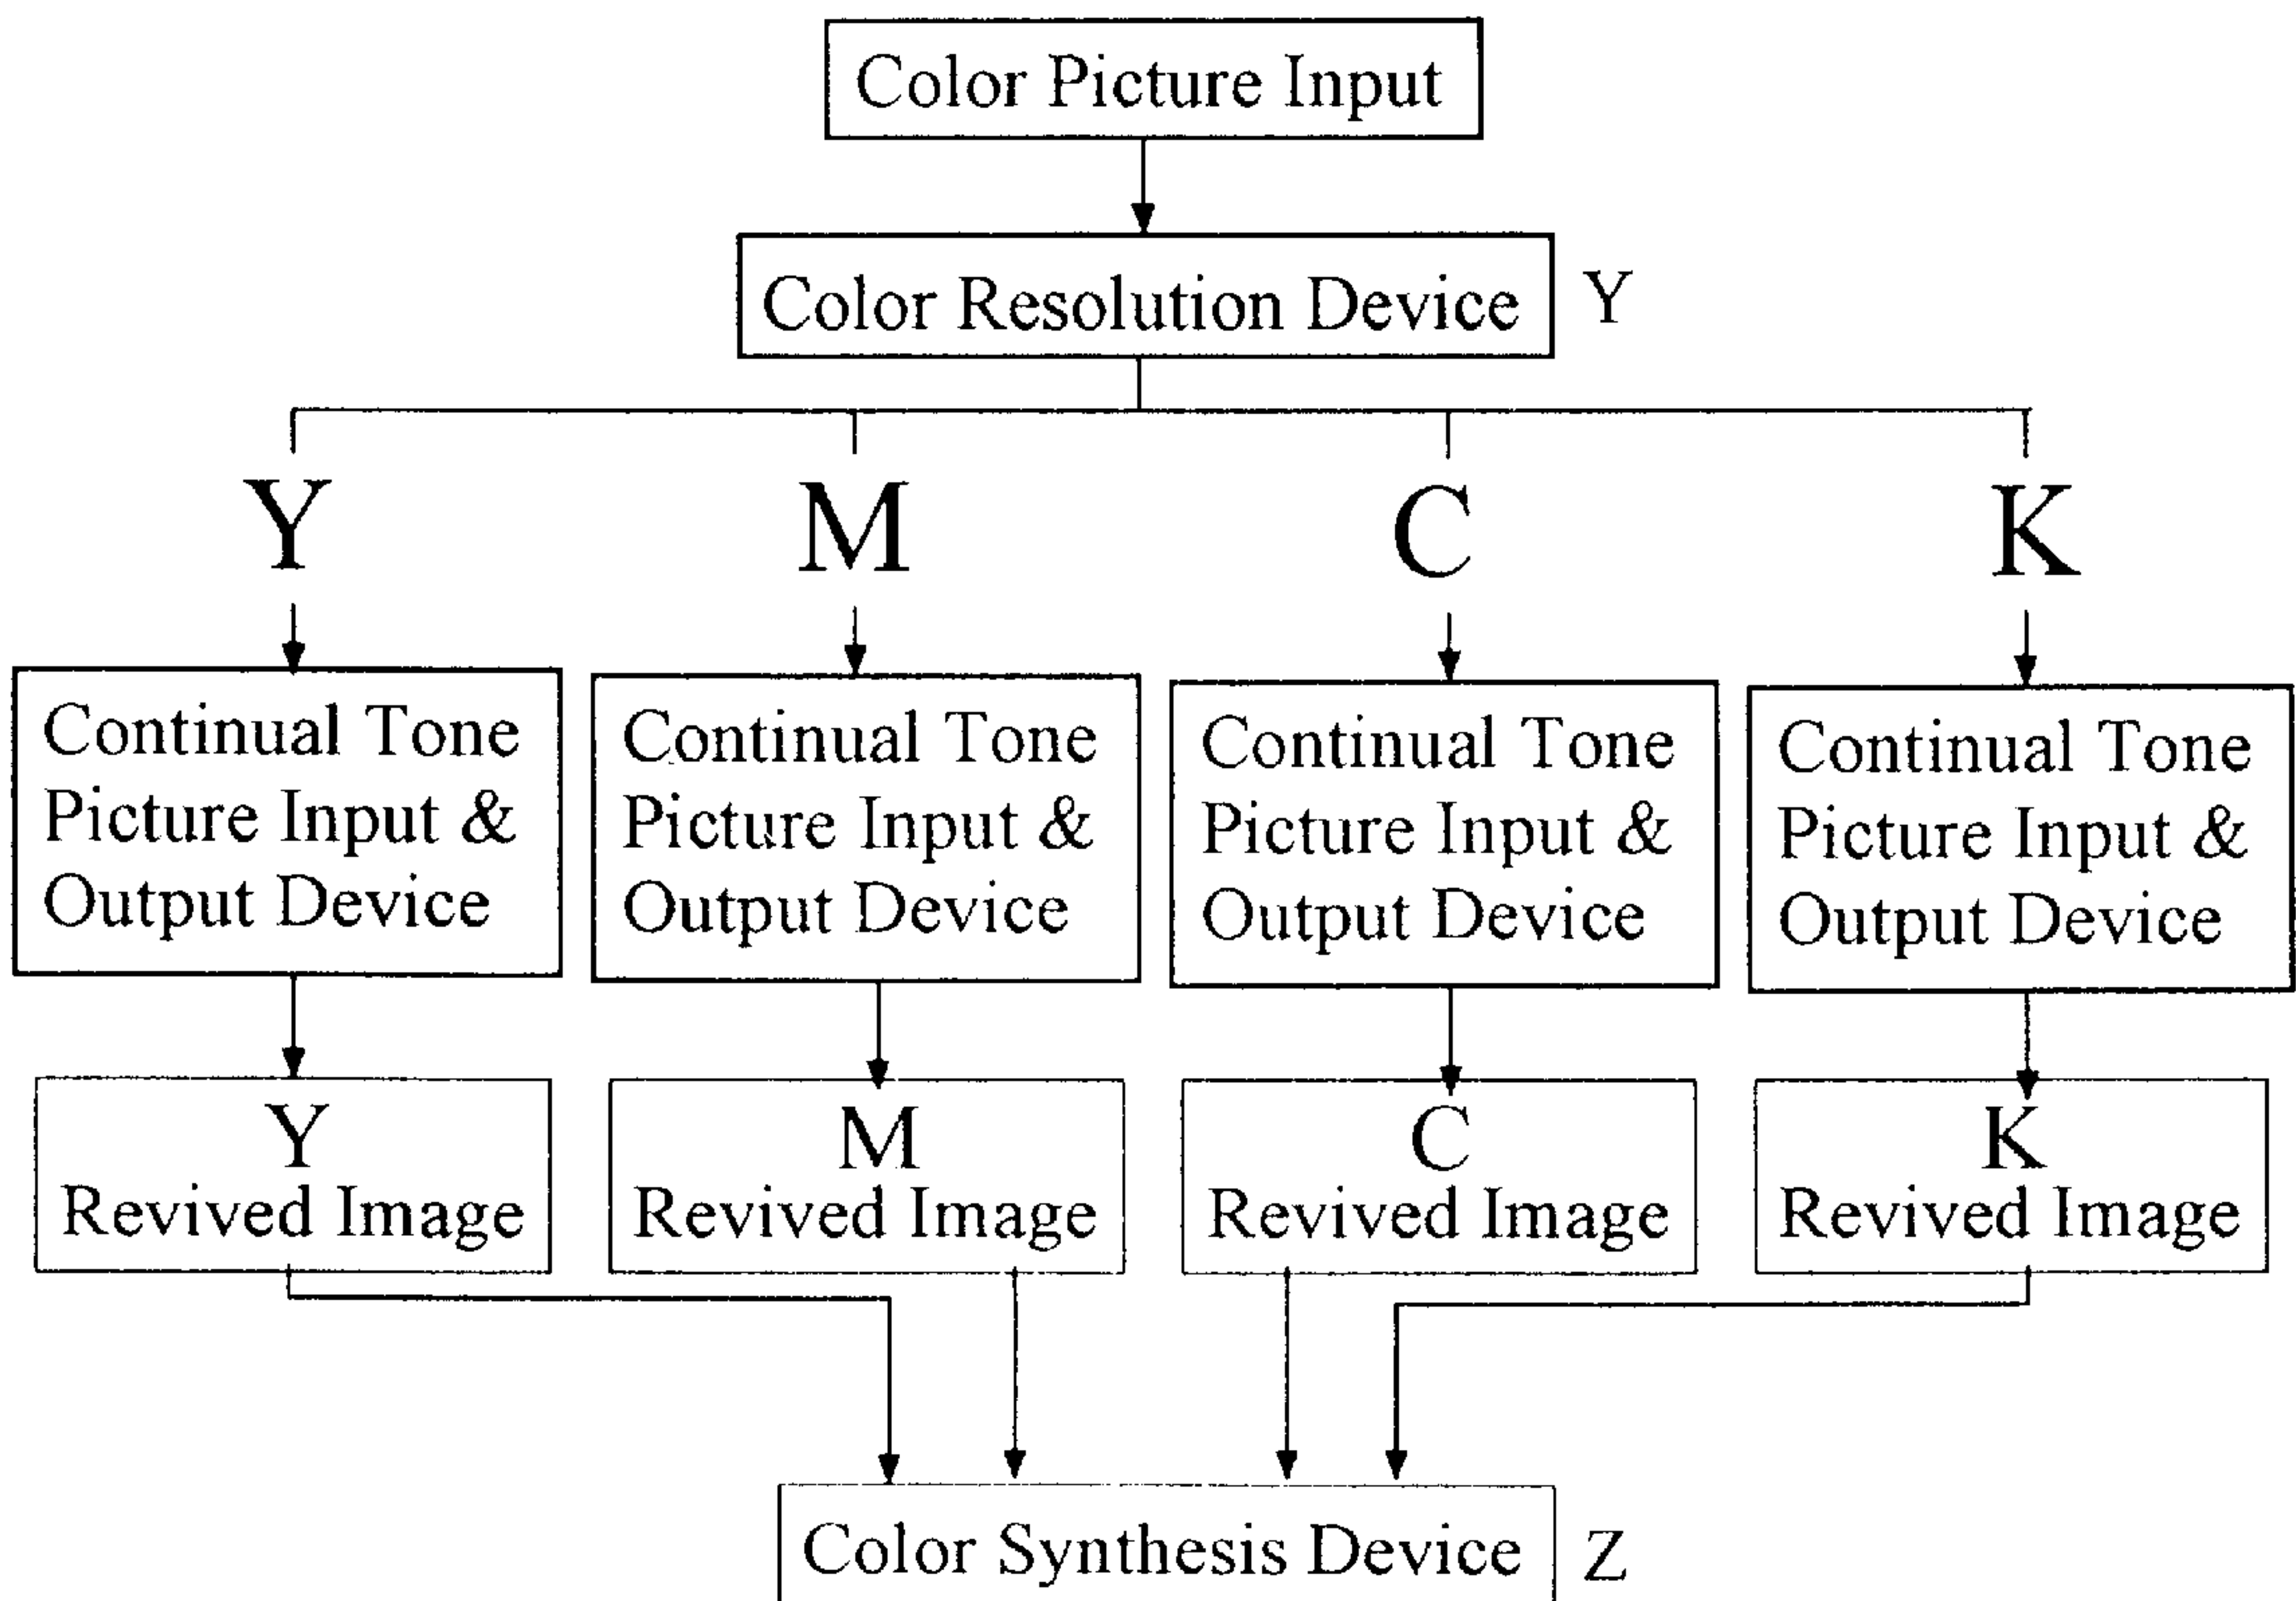 Color Picture Input
Color Resolution Device
Y
Y
M
C
K
Continual Tone
Picture Input &
Output Device
Continual Tone
Picture Input &
Output Device
Continual Tone
Picture Input &
Output Device
Continual Tone
Picture Input &
Output Device
Y
Revived Image
M
Revived Image
C
Revived Image
K
Revived Image
Color Synthesis Device
Z